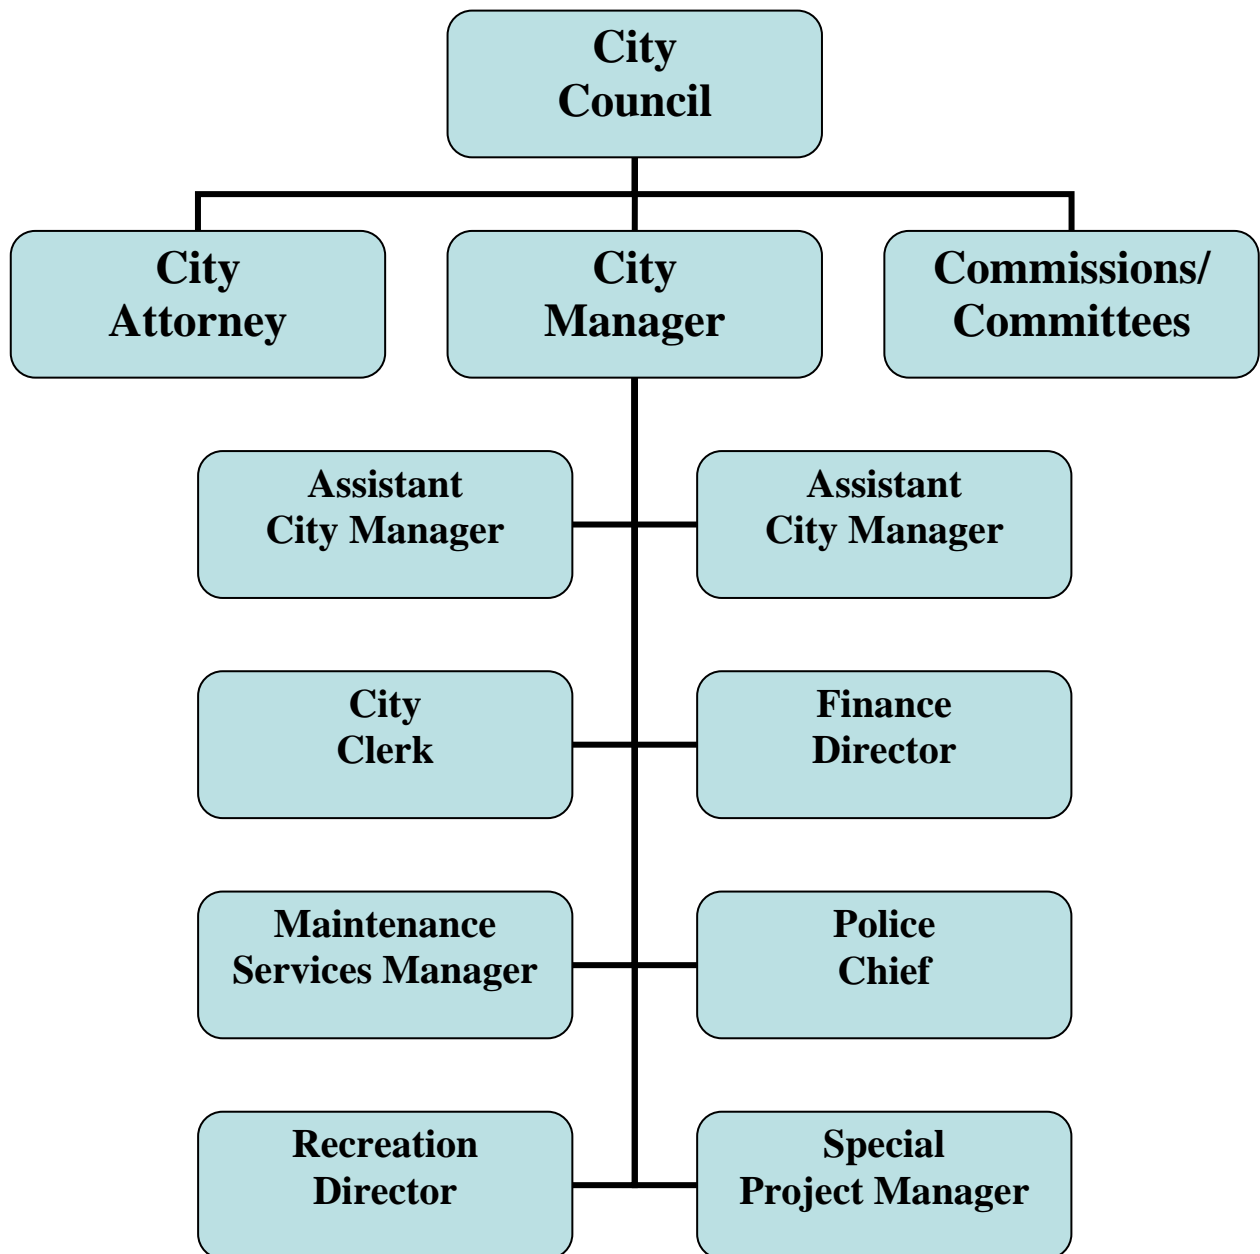 City
Council
City
Attorney
City
Manager
Commissions/
Committees
Assistant
City Manager
Assistant
City Manager
City
Clerk
Finance
Director
Maintenance
Services Manager
Police
Chief
Recreation
Director
Special
Project Manager